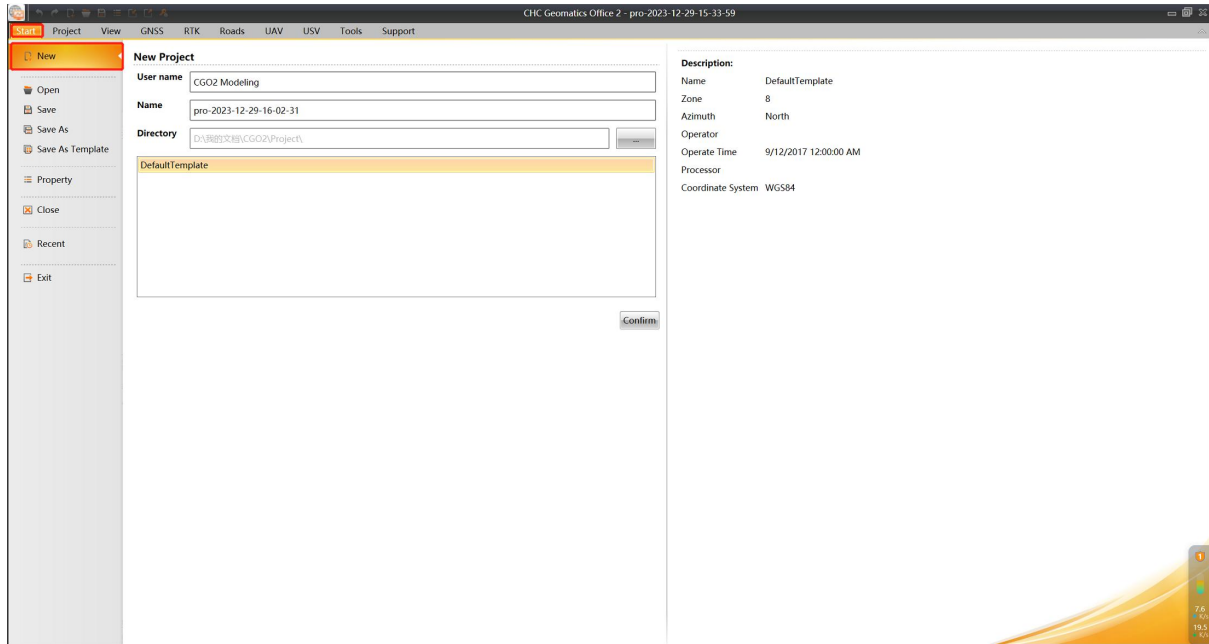 CHC Geomatics Office 2 - pro-2023-12-29-15-33-59
Start Project View GNSS RTK Roads UAV USV Tools Support
New
Open
Save
Save As
Save As Template
Property
Close
Recent
Exit
New Project
User name CGO2 Modeling
Name pro-2023-12-29-16-02-31
Directory D:\我的文档\CGO2\Project\ ...
DefaultTemplate
Confirm
Description:
Name DefaultTemplate
Zone 8
Azimuth North
Operator
Operate Time 9/12/2017 12:00:00 AM
Processor
Coordinate System WGS84
1
7.6
K/s
19.5
K/s